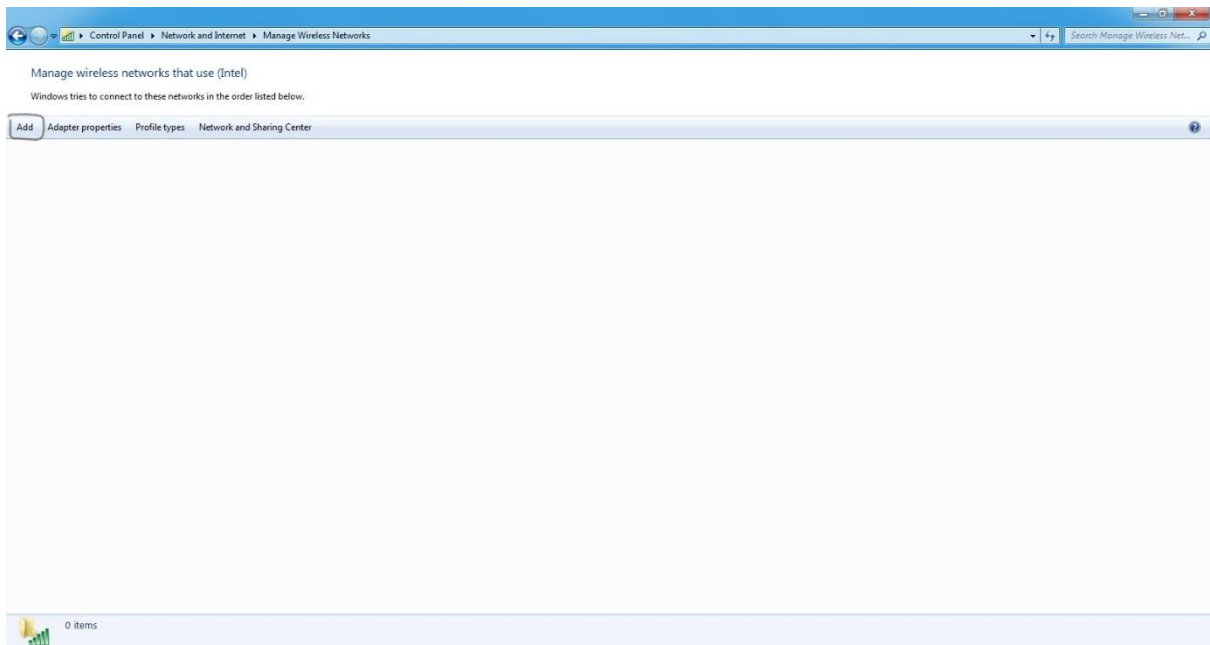 Control Panel ▸ Network and Internet ▸ Manage Wireless Networks
Search Manage Wireless Net...
Manage wireless networks that use (Intel)
Windows tries to connect to these networks in the order listed below.
Add Adapter properties Profile types Network and Sharing Center
0 items